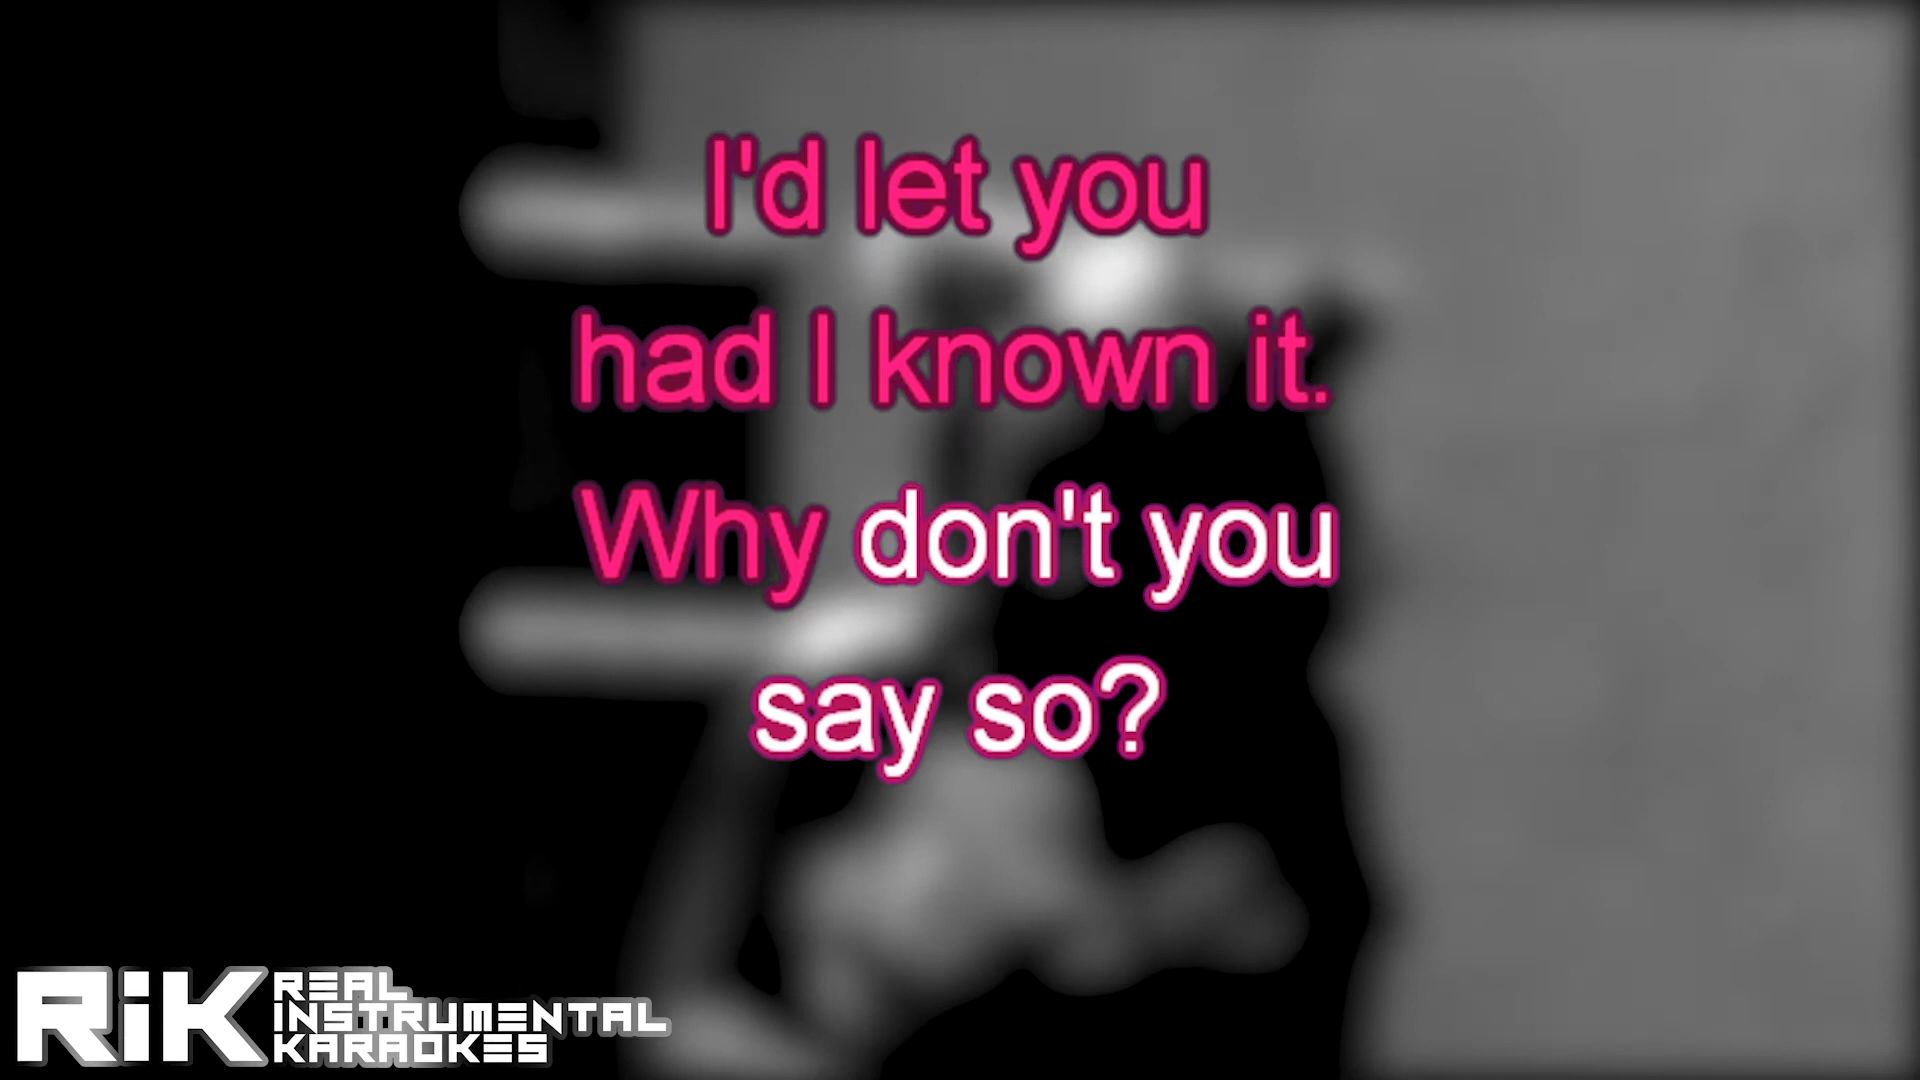 I'd let you
had I known it.
Why don't you
say so?
RiK
REAL
INSTRUMENTAL
KARAOKES